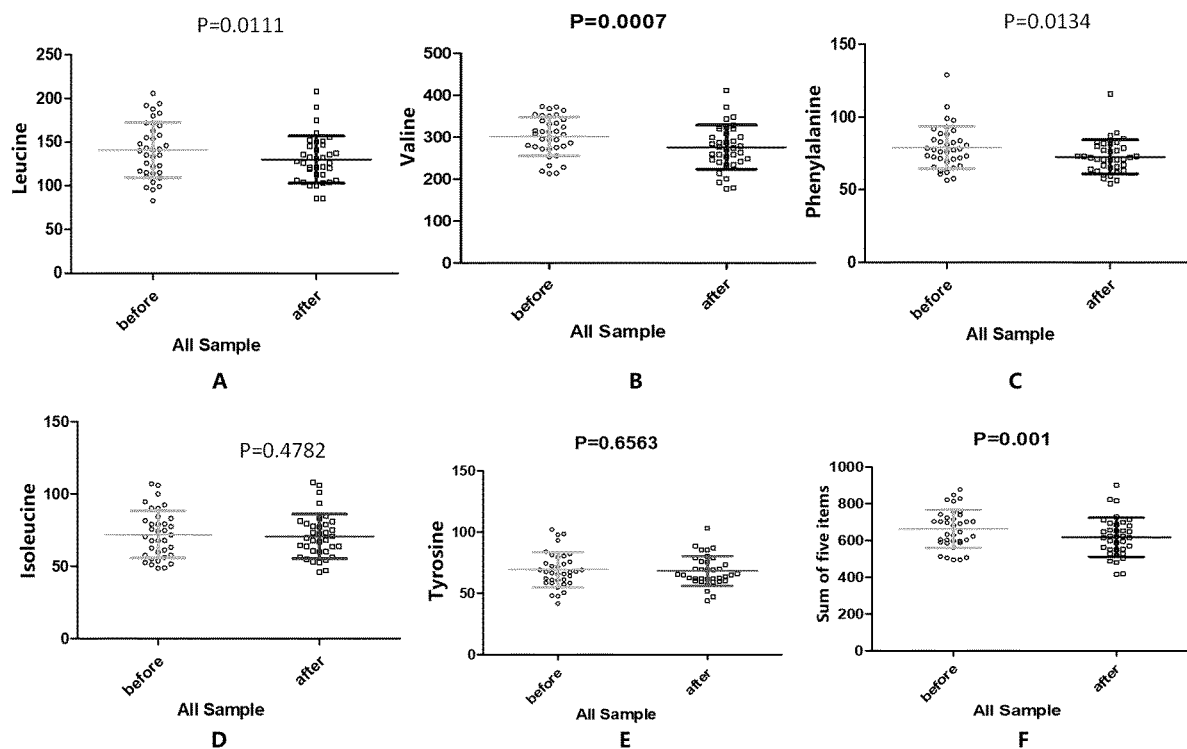 P=0.0111
250
200
150
100
50
0
Leucine
before
after
All Sample
A
P=0.0007
500
400
300
200
100
0
Valine
before
after
All Sample
B
P=0.0134
150
100
50
0
Phenylalanine
before
after
All Sample
C
P=0.4782
150
100
50
0
Isoleucine
before
after
All Sample
D
P=0.6563
150
100
50
0
Tyrosine
before
after
All Sample
E
P=0.001
1000
800
600
400
200
0
Sum of five items
before
after
All Sample
F